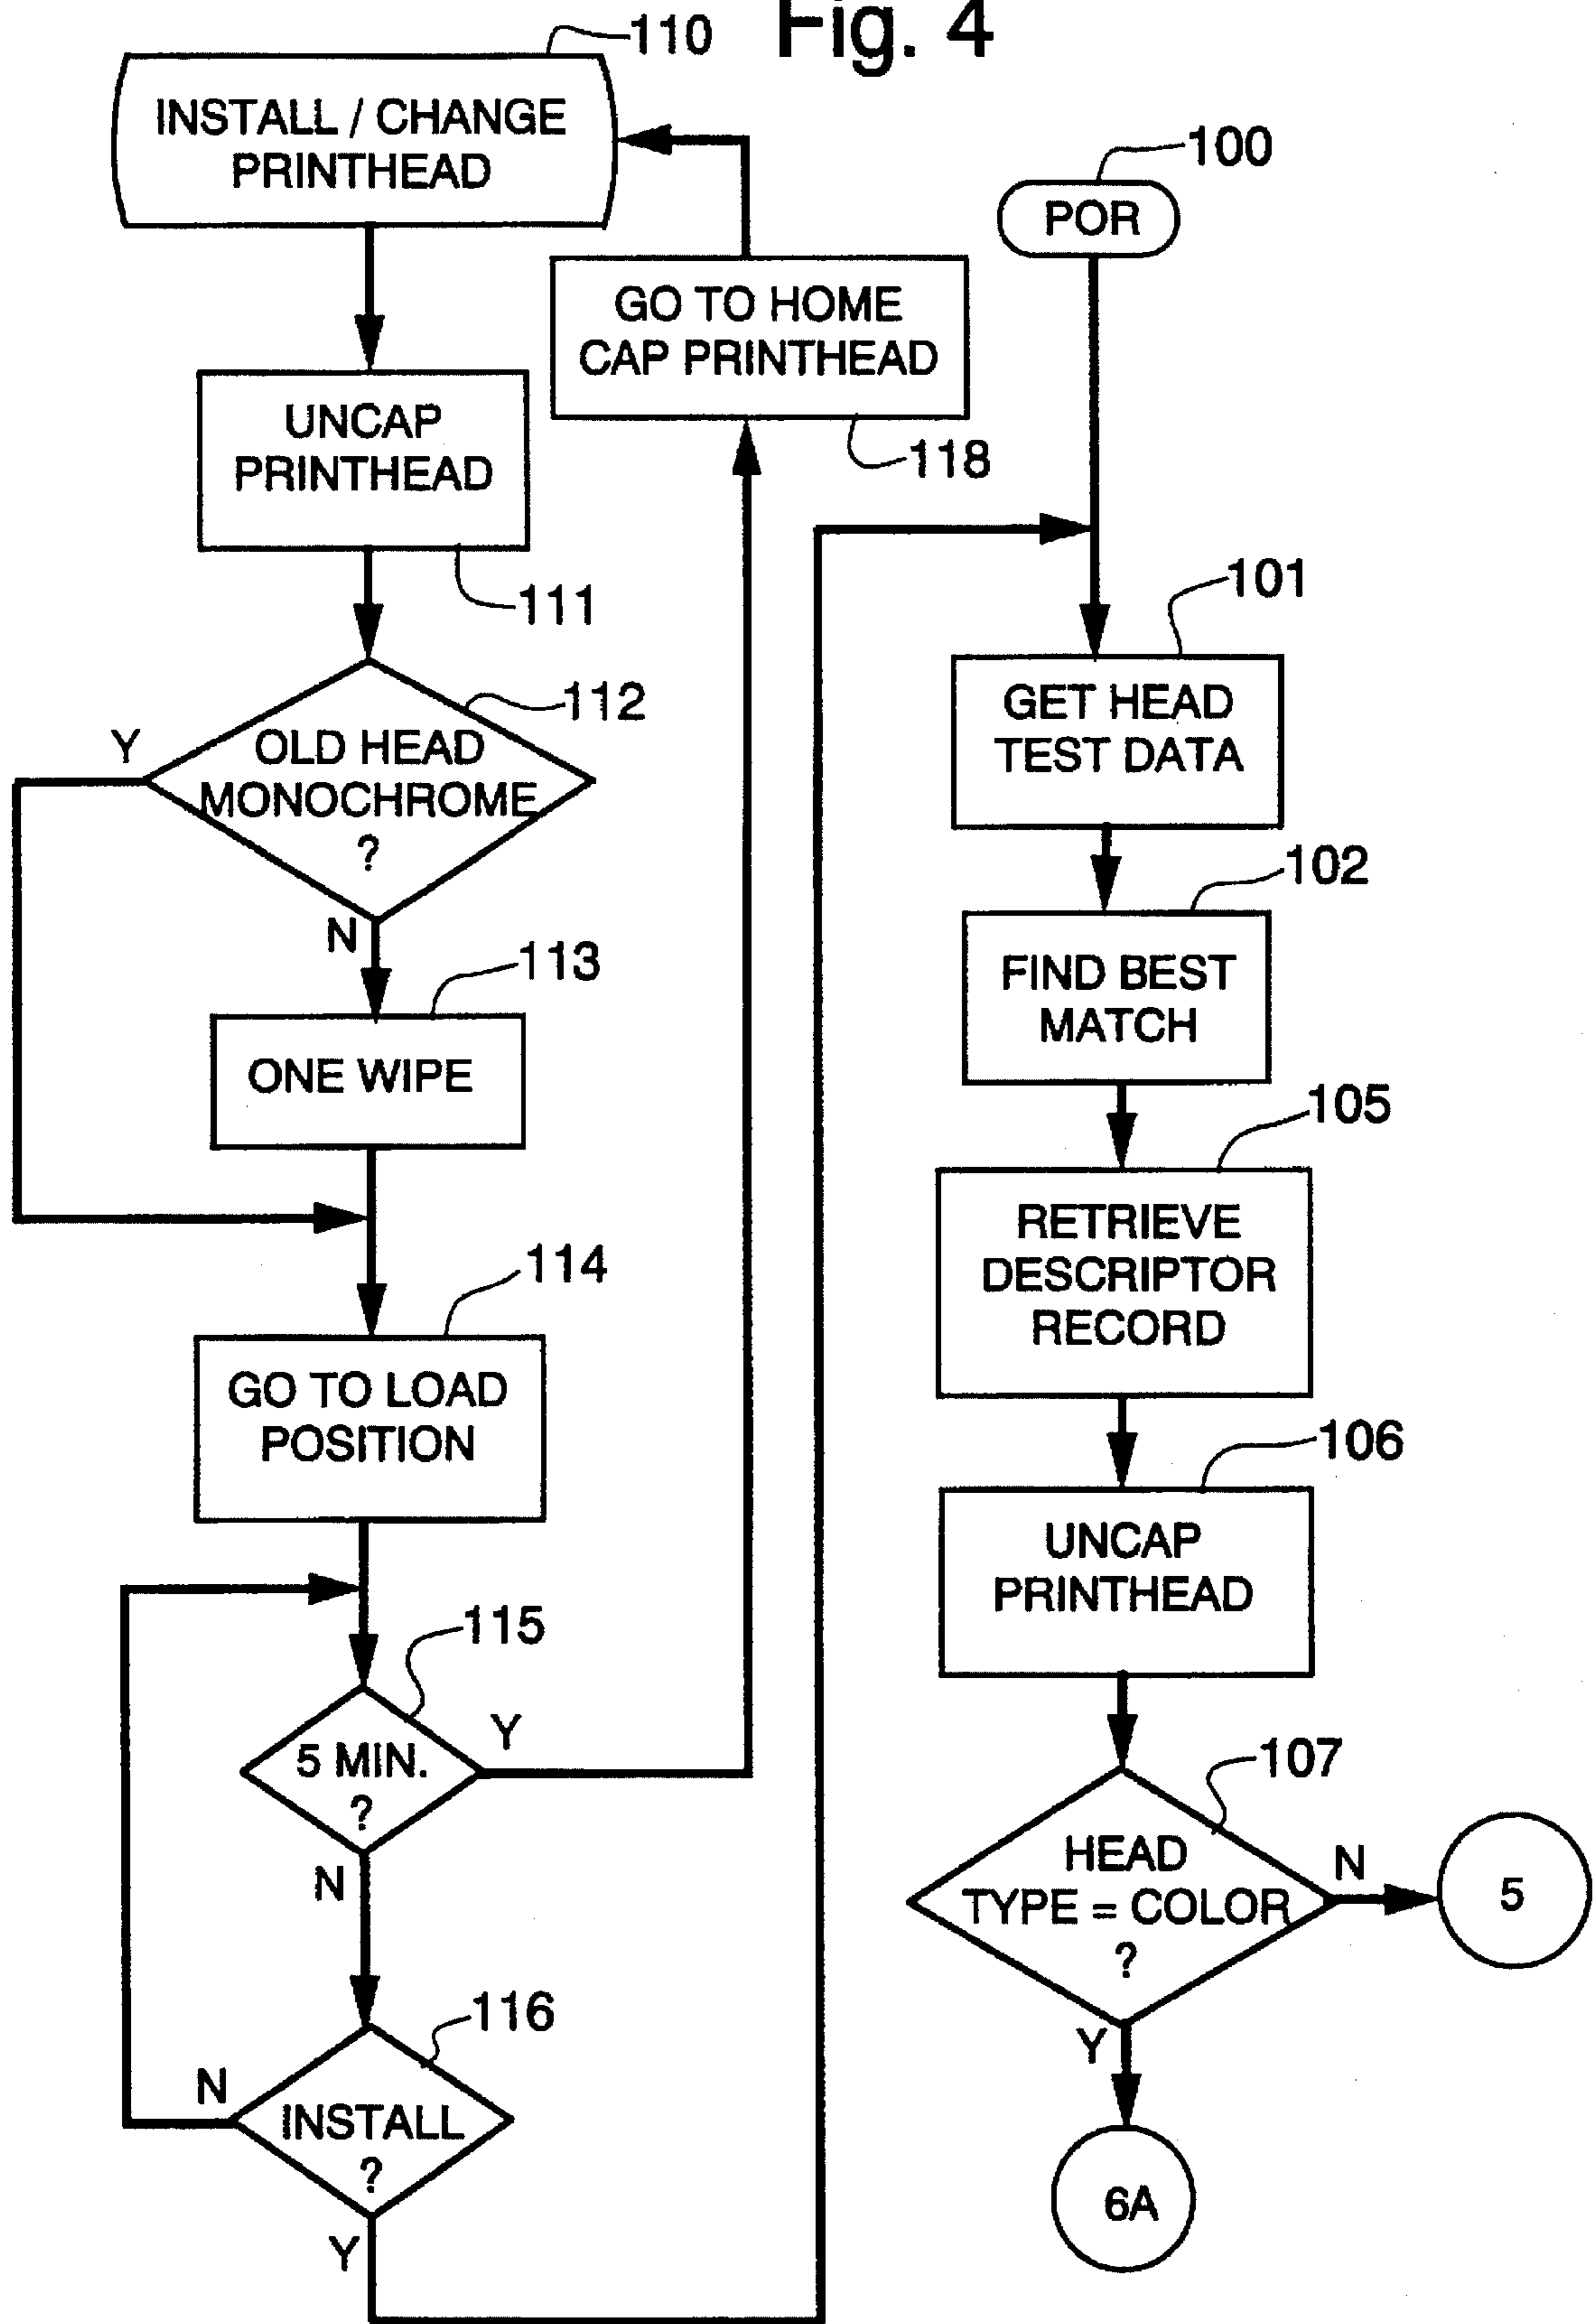 Fig. 4
110
INSTALL / CHANGE
PRINTHEAD
100
POR
GO TO HOME
CAP PRINTHEAD
118
UNCAP
PRINTHEAD
111
112
Y
OLD HEAD
MONOCHROME
?
N
113
ONE WIPE
114
GO TO LOAD
POSITION
115
5 MIN.
?
Y
N
116
N
INSTALL
?
Y
101
GET HEAD
TEST DATA
102
FIND BEST
MATCH
105
RETRIEVE
DESCRIPTOR
RECORD
106
UNCAP
PRINTHEAD
107
HEAD
TYPE = COLOR
?
N
5
Y
6A